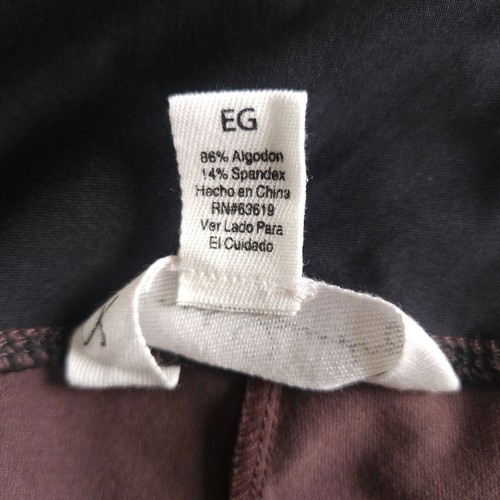 EG
86% Algodon
14% Spandex
Hecho en China
RN#63619
Ver Lado Para
El Cuidado